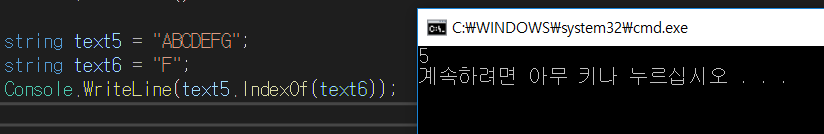 string text5 = "ABCDEFG";
string text6 = "F";
Console.WriteLine(text5.IndexOf(text6));
C:₩WINDOWS₩system32₩cmd.exe
5
계속하려면 아무 키나 누르십시오 . . .